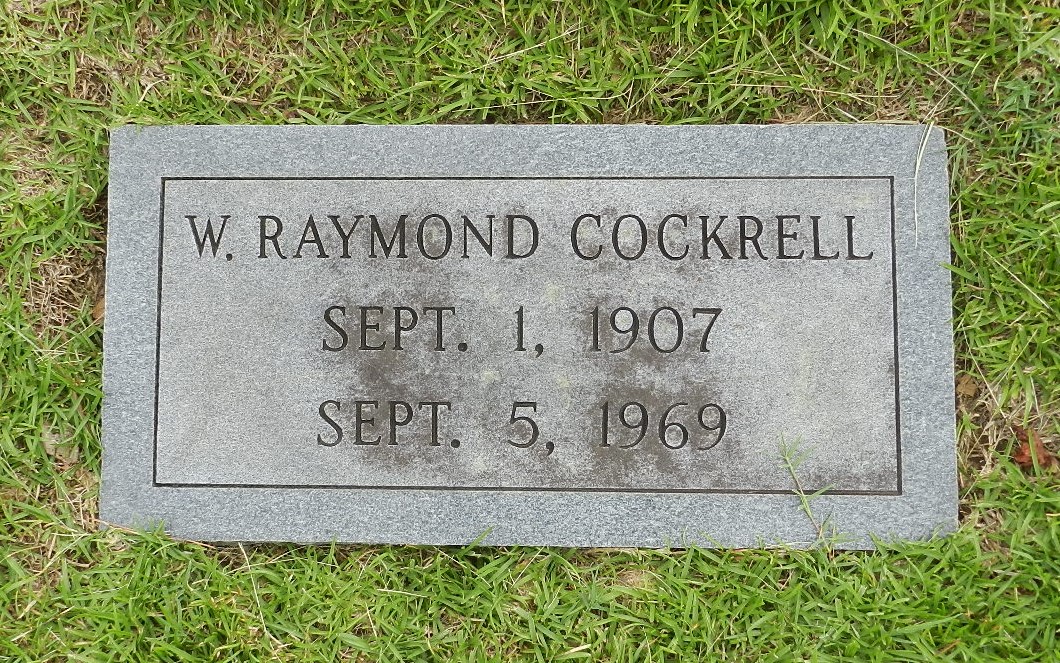 W. RAYMOND COCKRELL
SEPT. 1, 1907
SEPT. 5, 1969